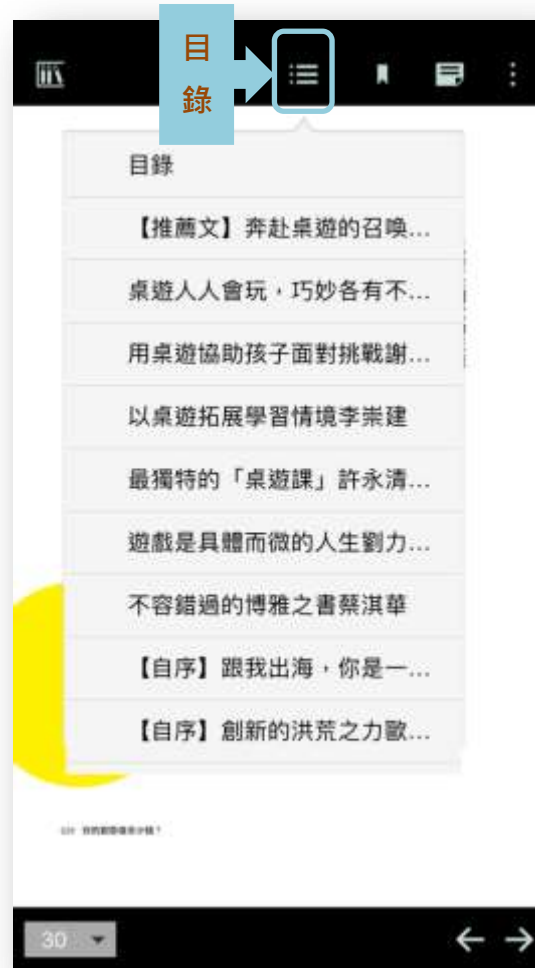 目
錄
目錄
【推薦文】奔赴桌遊的召喚...
桌遊人人會玩，巧妙各有不...
用桌遊協助孩子面對挑戰謝...
以桌遊拓展學習情境李崇建
最獨特的「桌遊課」許永清...
遊戲是具體而微的人生劉力...
不容錯過的博雅之書蔡淇華
【自序】跟我出海，你是一...
【自序】創新的洪荒之力歐...
30